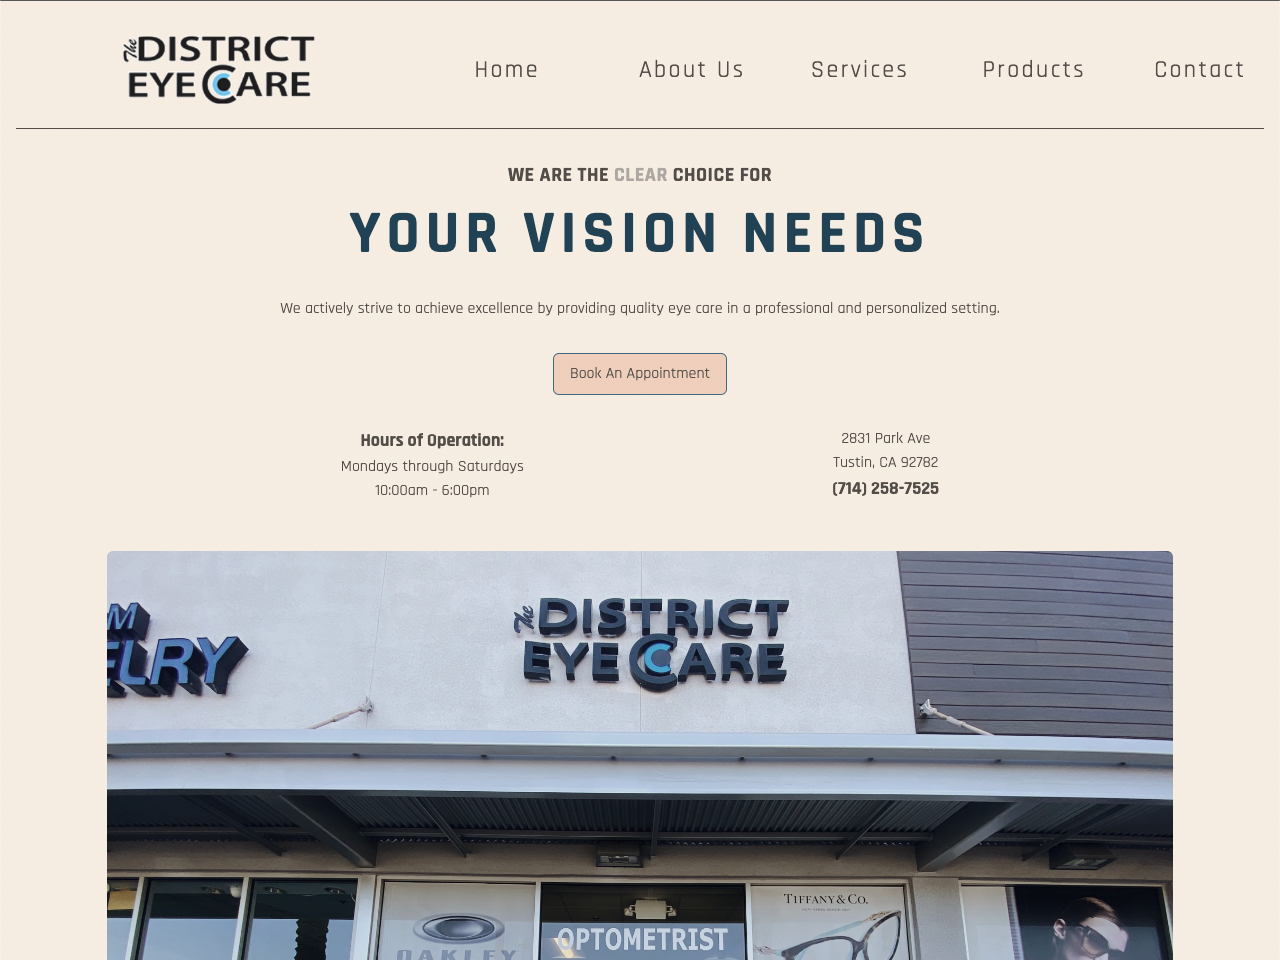 The DISTRICT
EYE CARE
Home
About Us
Services
Products
Contact
WE ARE THE CLEAR CHOICE FOR
YOUR VISION NEEDS
We actively strive to achieve excellence by providing quality eye care in a professional and personalized setting.
Book An Appointment
Hours of Operation:
Mondays through Saturdays
10:00am - 6:00pm
2831 Park Ave
Tustin, CA 92782
(714) 258-7525
The DISTRICT
EYE CARE
M
ELRY
TIFFANY & CO.
OAKLEY
OPTOMETRIST